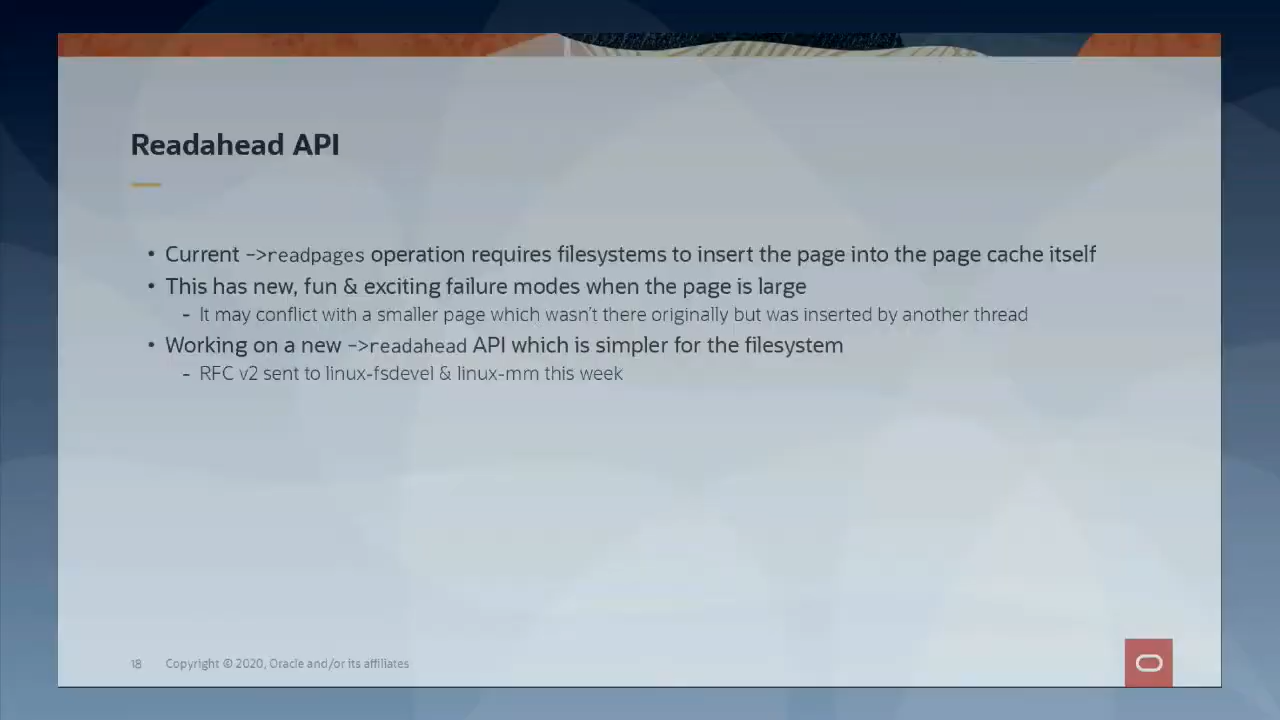 Readahead API
• Current ->readpages operation requires filesystems to insert the page into the page cache itself
• This has new, fun & exciting failure modes when the page is large
- It may conflict with a smaller page which wasn't there originally but was inserted by another thread
• Working on a new ->readahead API which is simpler for the filesystem
- RFC v2 sent to linux-fsdevel & linux-mm this week
18 Copyright © 2020, Oracle and/or its affiliates